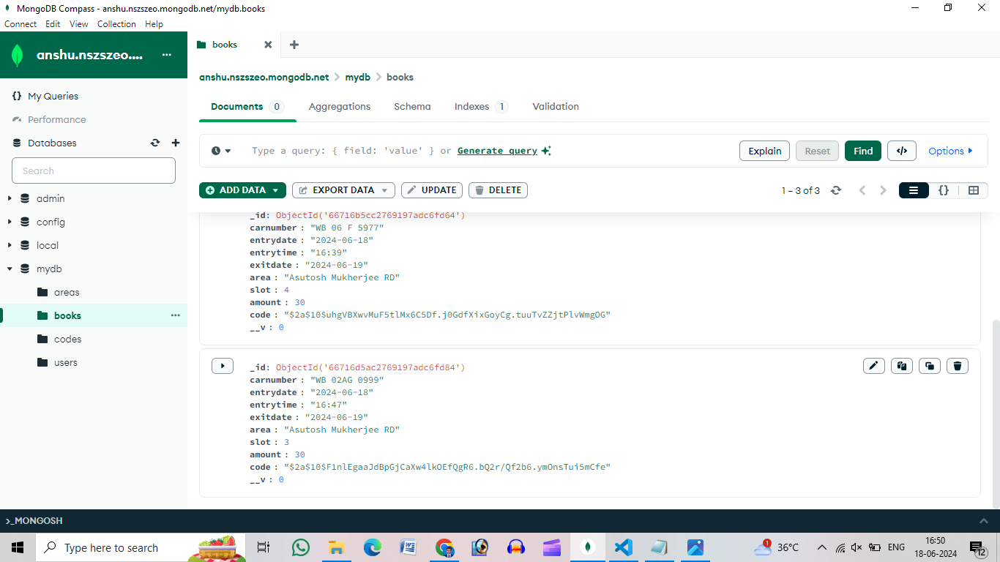 MongoDB Compass - anshu.nszszeo.mongodb.net/mydb.books
Connect Edit View Collection Help
anshu.nszszeo.... ...
books
anshu.nszszeo.mongodb.net > mydb > books
{} My Queries
Performance
Databases
Search
admin
config
local
mydb
areas
books ...
codes
users
Documents 0 Aggregations Schema Indexes 1 Validation
Type a query: { field: 'value' } or Generate query
Explain Reset Find </> Options
ADD DATA EXPORT DATA UPDATE DELETE 1 – 3 of 3 {}
_id: ObjectId('66716b5cc2769197adc6fd64')
carnumber : "WB 06 F 5977"
entrydate : "2024-06-18"
entrytime : "16:39"
exitdate : "2024-06-19"
area : "Asutosh Mukherjee RD"
slot : 4
amount : 30
code : "$2a$10$uhgVBXwvMuF5tlMx6C5Df.j0GdfXixGoyCg.tuuTvZZjtPlvWmgOG"
__v : 0
_id: ObjectId('66716d5ac2769197adc6fd84')
carnumber : "WB 02AG 0999"
entrydate : "2024-06-18"
entrytime : "16:47"
exitdate : "2024-06-19"
area : "Asutosh Mukherjee RD"
slot : 3
amount : 30
code : "$2a$10$F1nlEgaaJdBpGjCaXw4lkOEfQgR6.bQ2r/Qf2b6.ymOnsTui5mCfe"
__v : 0
>_MONGOSH
Type here to search
1
36°C
ENG
16:50
18-06-2024
12